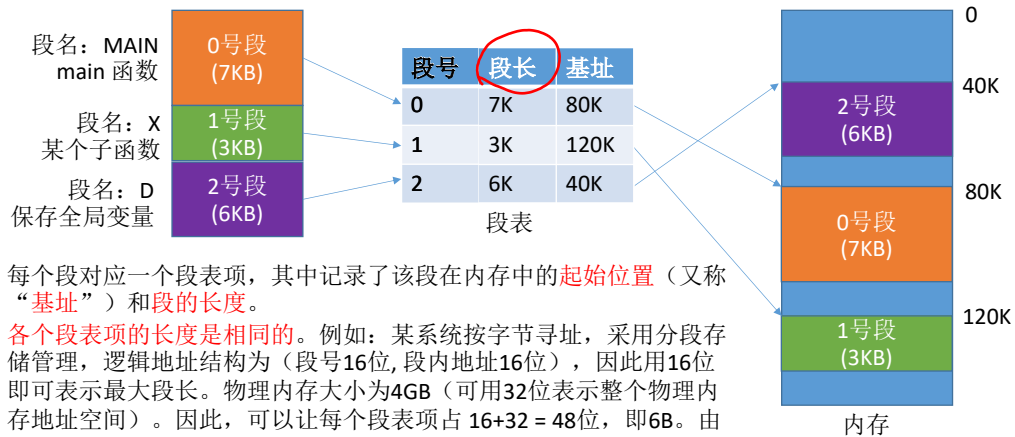 段名：MAIN
main 函数
0号段
(7KB)
段名：X
某个子函数
1号段
(3KB)
段名：D
保存全局变量
2号段
(6KB)
段号 段长 基址
0 7K 80K
1 3K 120K
2 6K 40K
段表
0
40K
2号段
(6KB)
80K
0号段
(7KB)
120K
1号段
(3KB)
内存
每个段对应一个段表项，其中记录了该段在内存中的起始位置（又称
“基址”）和段的长度。
各个段表项的长度是相同的。例如：某系统按字节寻址，采用分段存
储管理，逻辑地址结构为（段号16位, 段内地址16位），因此用16位
即可表示最大段长。物理内存大小为4GB（可用32位表示整个物理内
存地址空间）。因此，可以让每个段表项占 16+32 = 48位，即6B。由